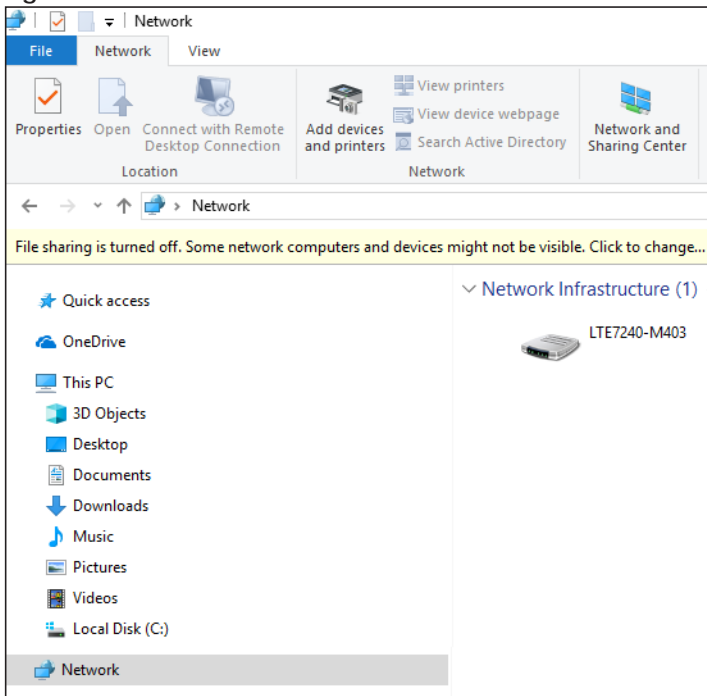 Network
File Network View
Properties Open Connect with Remote Desktop Connection
Add devices and printers
View printers
View device webpage
Search Active Directory
Network and Sharing Center
Location Network
Network
File sharing is turned off. Some network computers and devices might not be visible. Click to change...
Quick access
OneDrive
This PC
3D Objects
Desktop
Documents
Downloads
Music
Pictures
Videos
Local Disk (C:)
Network
Network Infrastructure (1)
LTE7240-M403